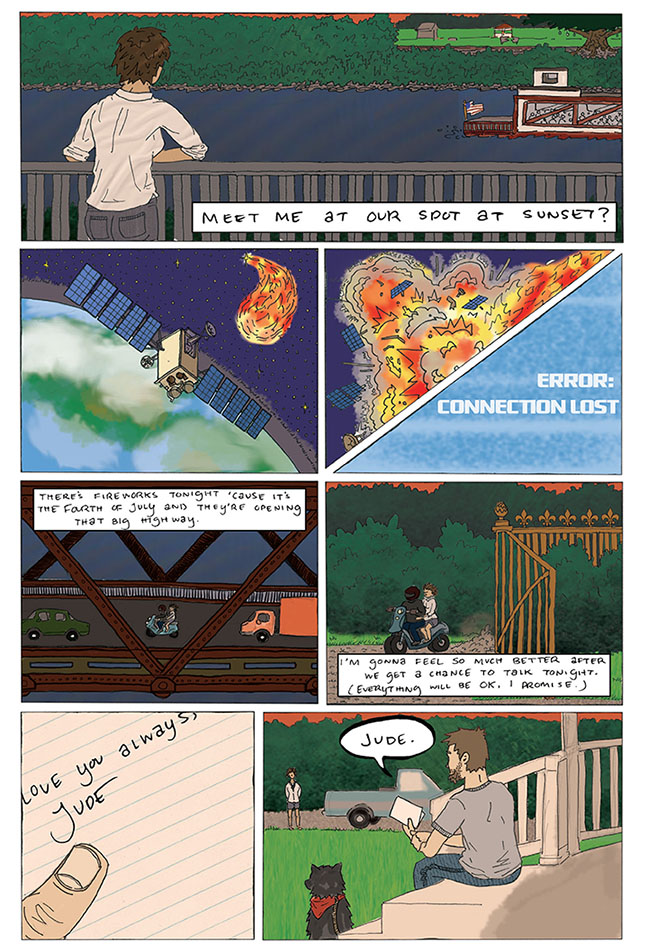 MEET ME AT OUR SPOT AT SUNSET?
ERROR:
CONNECTION LOST
THERE'S FIREWORKS TONIGHT 'CAUSE IT'S
THE FOURTH OF JULY AND THEY'RE OPENING
THAT BIG HIGHWAY.
I'M GONNA FEEL SO MUCH BETTER AFTER
WE GET A CHANCE TO TALK TONIGHT.
(EVERYTHING WILL BE OK. I PROMISE.)
LOVE YOU always,
JUDE
JUDE.